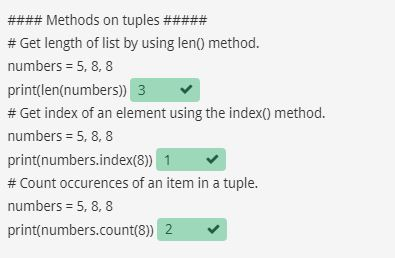 #### Methods on tuples #####
# Get length of list by using len() method.
numbers = 5, 8, 8
print(len(numbers)) 3 ✔
# Get index of an element using the index() method.
numbers = 5, 8, 8
print(numbers.index(8)) 1 ✔
# Count occurences of an item in a tuple.
numbers = 5, 8, 8
print(numbers.count(8)) 2 ✔